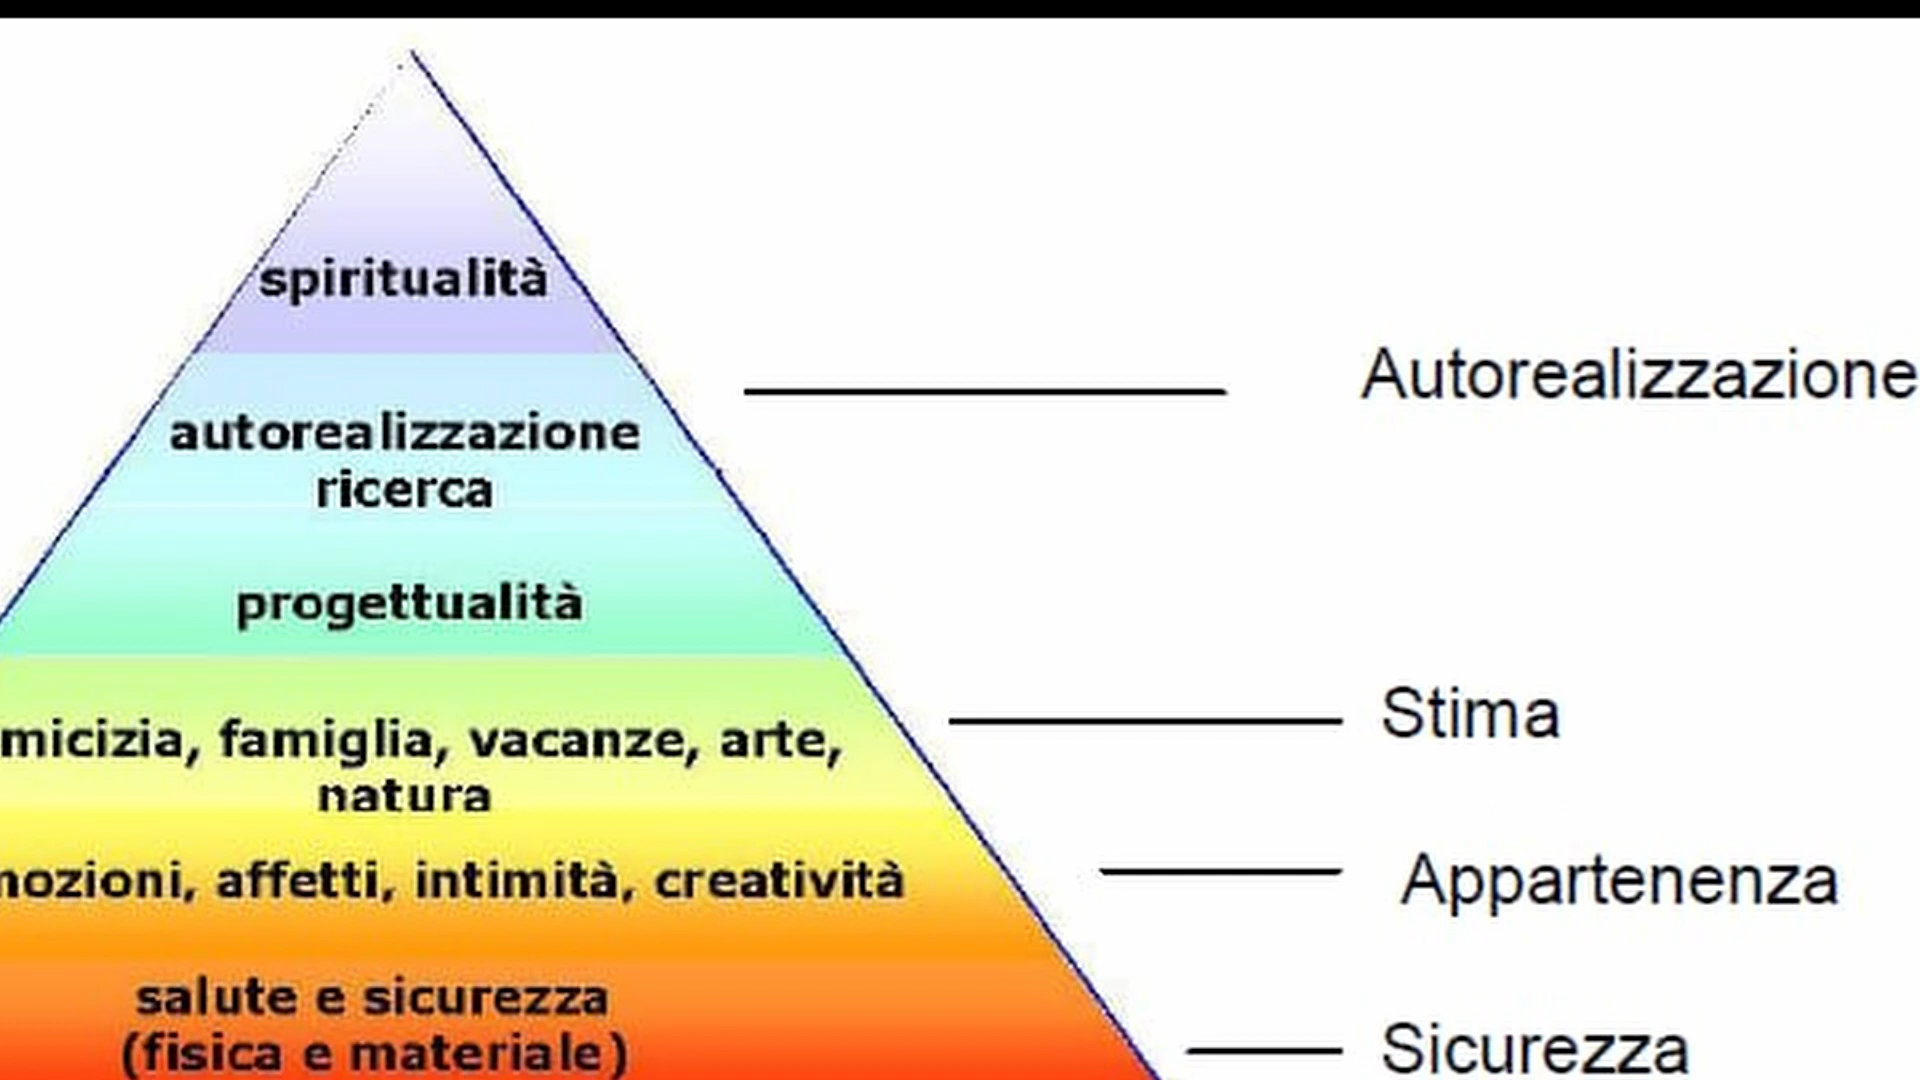 spiritualità
Autorealizzazione
autorealizzazione
ricerca
progettualità
Stima
micizia, famiglia, vacanze, arte,
natura
Appartenenza
mozioni, affetti, intimità, creatività
salute e sicurezza
(fisica e materiale)
Sicurezza